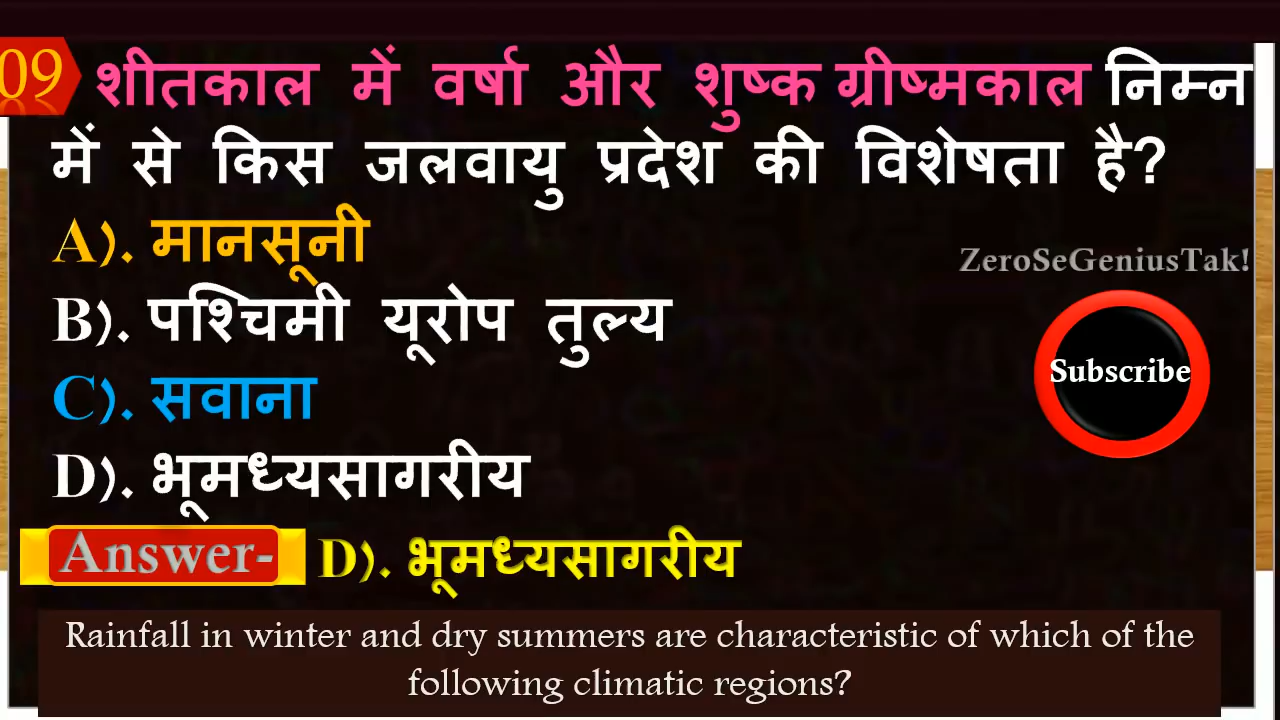 09
शीतकाल में वर्षा और शुष्क ग्रीष्मकाल निम्न
में से किस जलवायु प्रदेश की विशेषता है?
A). मानसूनी
ZeroSeGeniusTak!
B). पश्चिमी यूरोप तुल्य
Subscribe
C). सवाना
D). भूमध्यसागरीय
Answer- D). भूमध्यसागरीय
Rainfall in winter and dry summers are characteristic of which of the
following climatic regions?